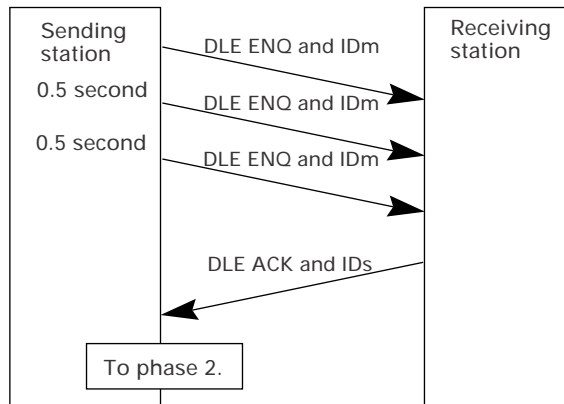 Sending
station
Receiving
station
DLE ENQ and IDm
0.5 second
DLE ENQ and IDm
0.5 second
DLE ENQ and IDm
DLE ACK and IDs
To phase 2.